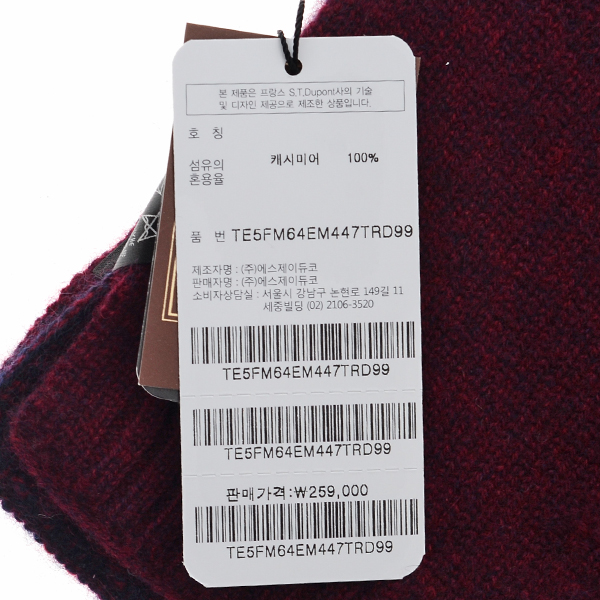 본 제품은 프랑스 S.T.Dupont사의 기술
및 디자인 제공으로 제조한 상품입니다.
호 칭
섬유의 캐시미어 100%
혼용율
품 번 TE5FM64EM447TRD99
제조자명 : (주)에스제이듀코
판매자명 : (주)에스제이듀코
소비자상담실 : 서울시 강남구 논현로 149길 11
세중빌딩 (02) 2106-3520
TE5FM64EM447TRD99
TE5FM64EM447TRD99
판매가격:₩259,000
TE5FM64EM447TRD99